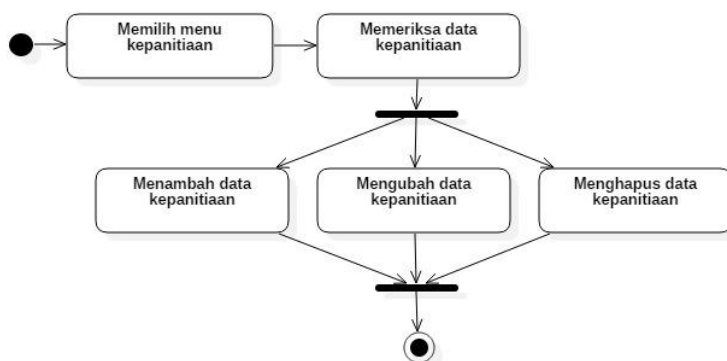 Memilih menu
kepanitiaan
Memeriksa data
kepanitiaan
Menambah data
kepanitiaan
Mengubah data
kepanitiaan
Menghapus data
kepanitiaan